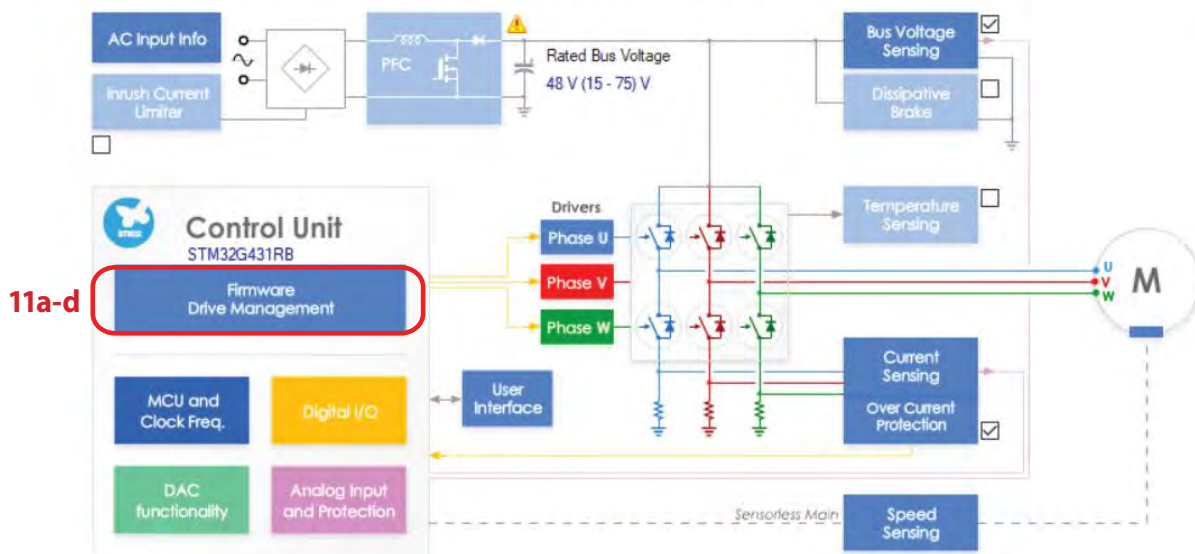 AC Input Info
Inrush Current
Limiter
PFC
Rated Bus Voltage
48 V (15 - 75) V
Bus Voltage
Sensing
Dissipative
Brake
Temperature
Sensing
STM32
Control Unit
STM32G431RB
11a-d
Firmware
Drive Management
Drivers
Phase U
Phase V
Phase W
U
V
W
M
MCU and
Clock Freq.
Digital I/O
User
Interface
Current
Sensing
Over Current
Protection
DAC
functionality
Analog Input
and Protection
Sensorless Main
Speed
Sensing